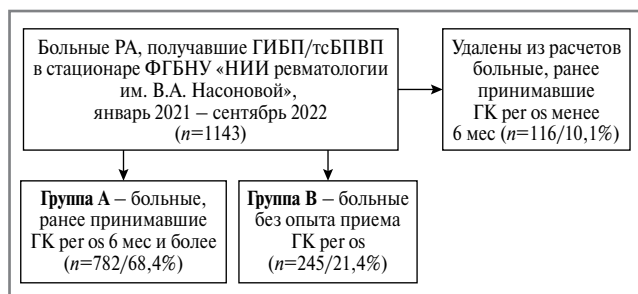 Больные РА, получавшие ГИБП/тсБПВП
в стационаре ФГБНУ «НИИ ревматологии
им. В.А. Насоновой»,
январь 2021 – сентябрь 2022
(n=1143)
Удалены из расчетов
больные, ранее
принимавшие
ГК per os менее
6 мес (n=116/10,1%)
Группа А – больные,
ранее принимавшие
ГК per os 6 мес и более
(n=782/68,4%)
Группа В – больные
без опыта приема
ГК per os
(n=245/21,4%)